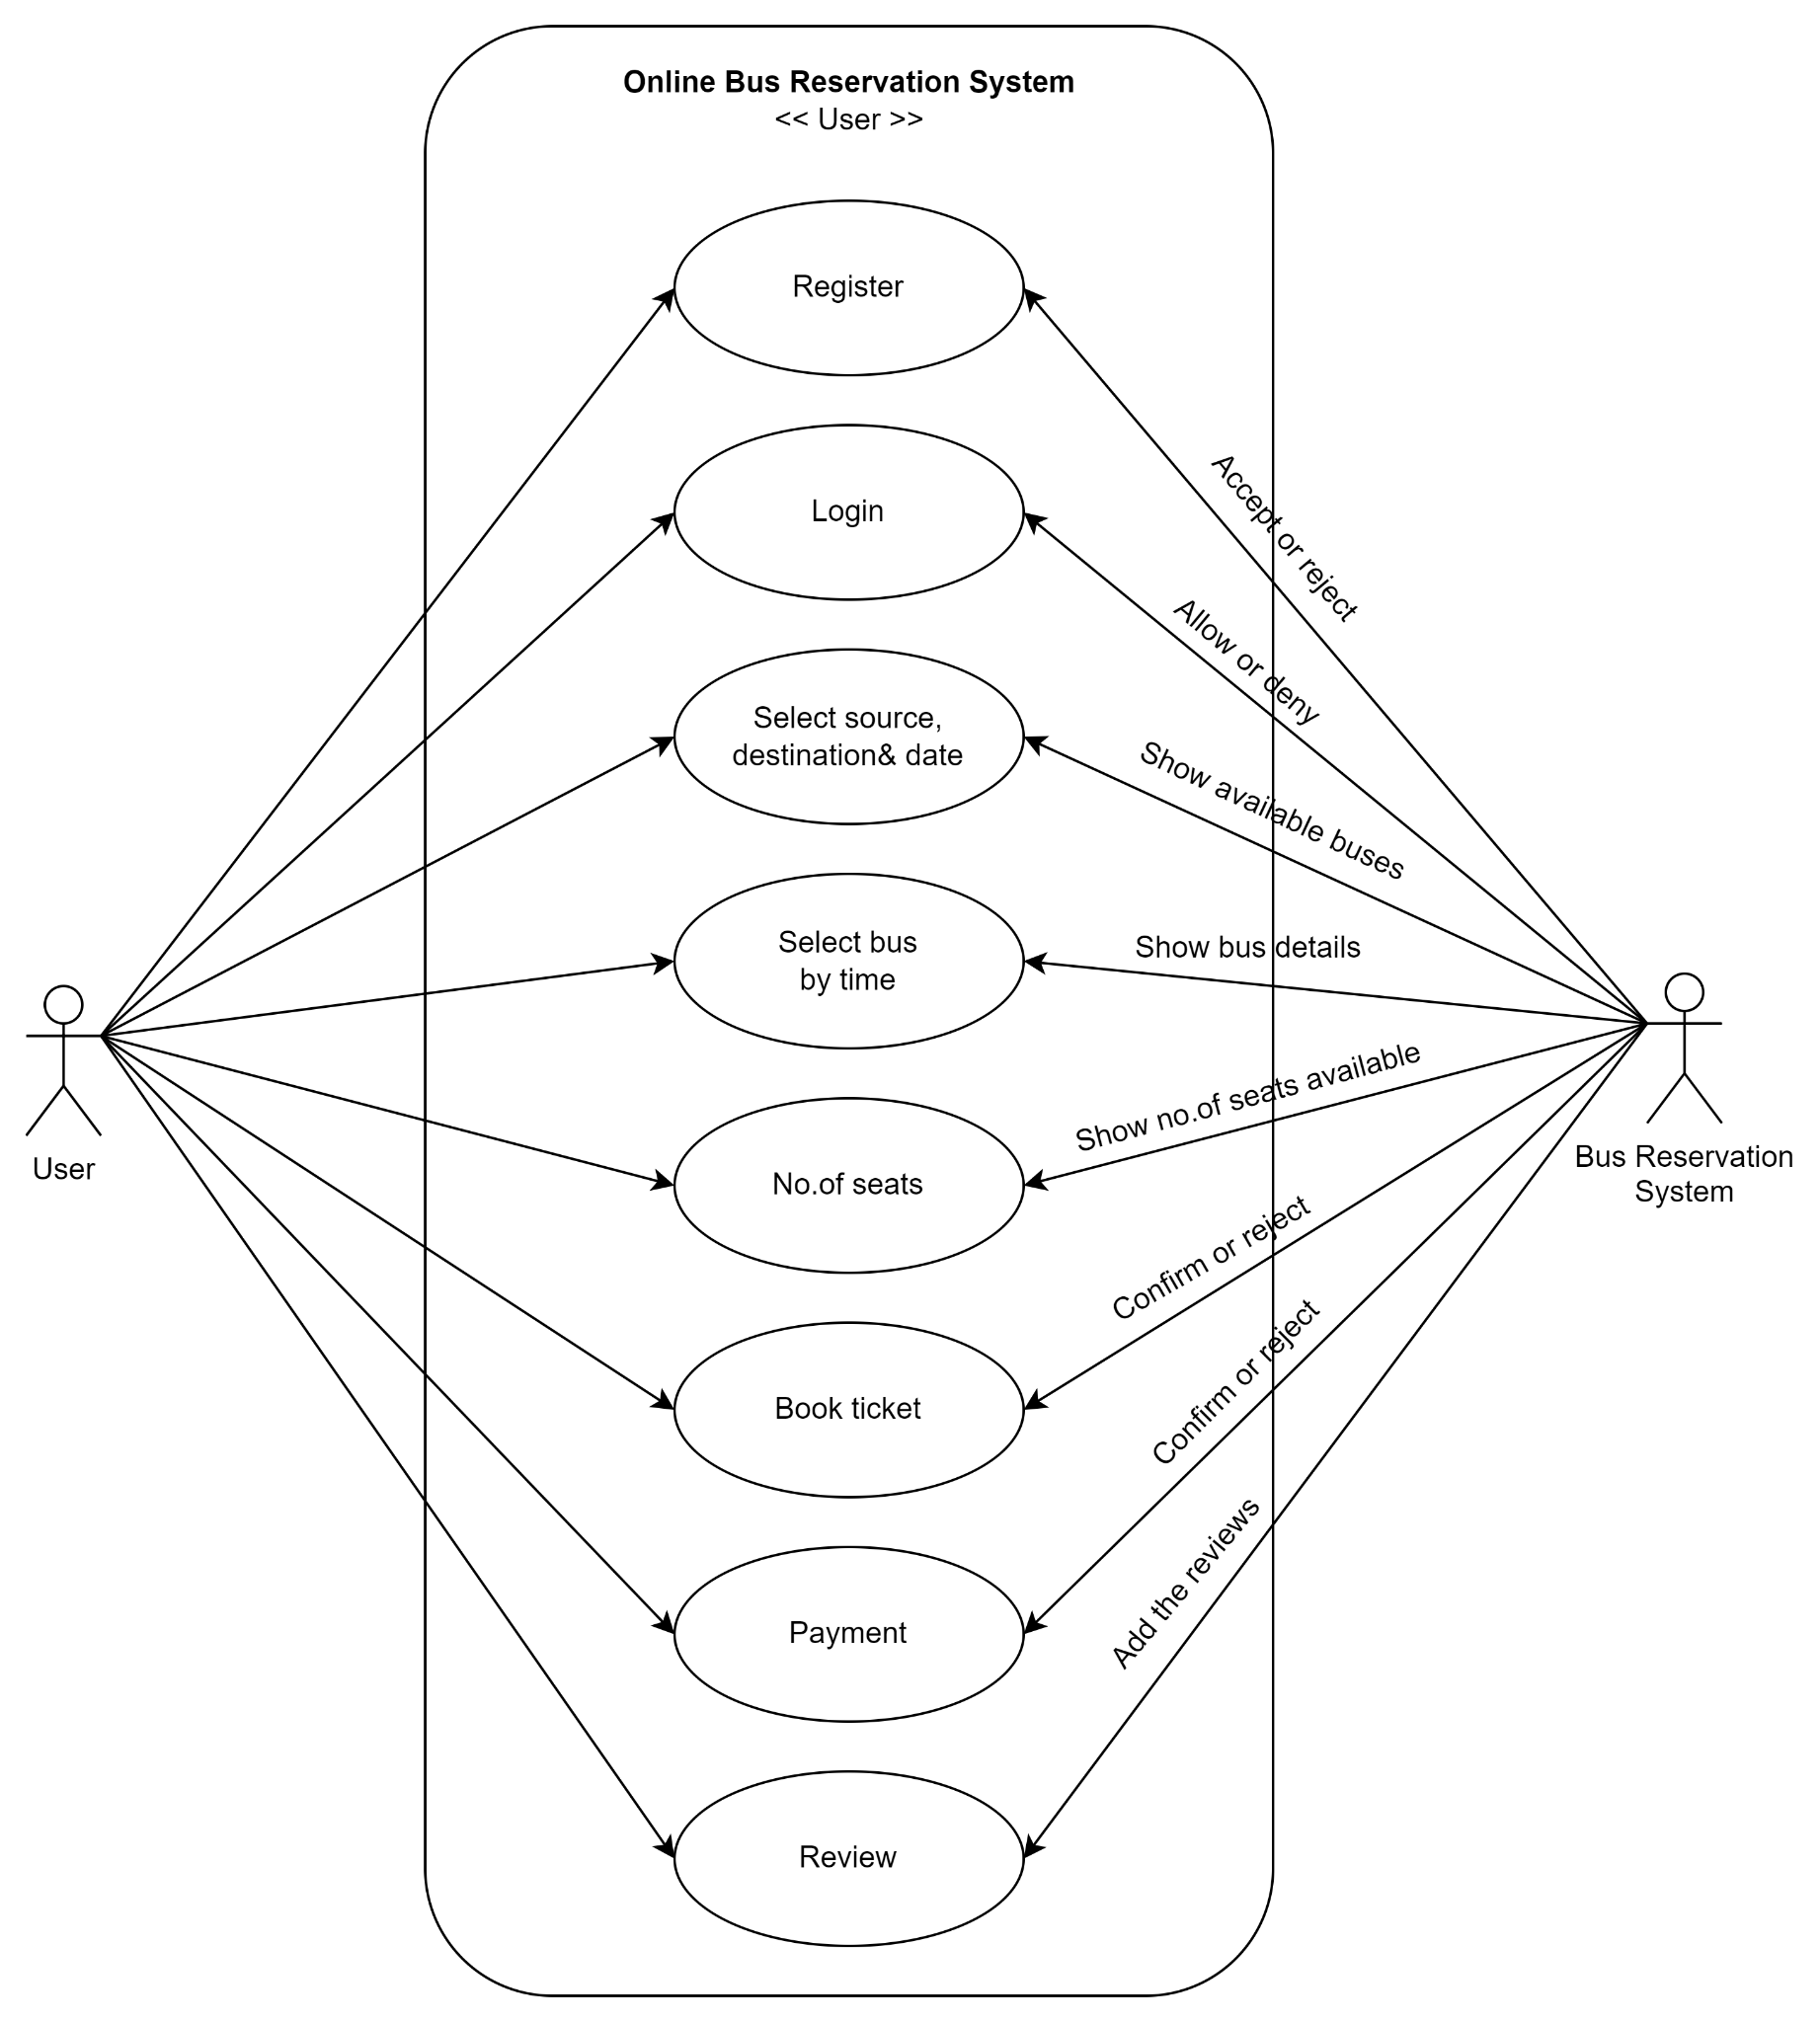 Online Bus Reservation System
<< User >>
Register
Login
Select source,
destination& date
Select bus
by time
No.of seats
Book ticket
Payment
Review
Accept or reject
Allow or deny
Show available buses
Show bus details
Show no.of seats available
Confirm or reject
Confirm or reject
Add the reviews
User
Bus Reservation
System